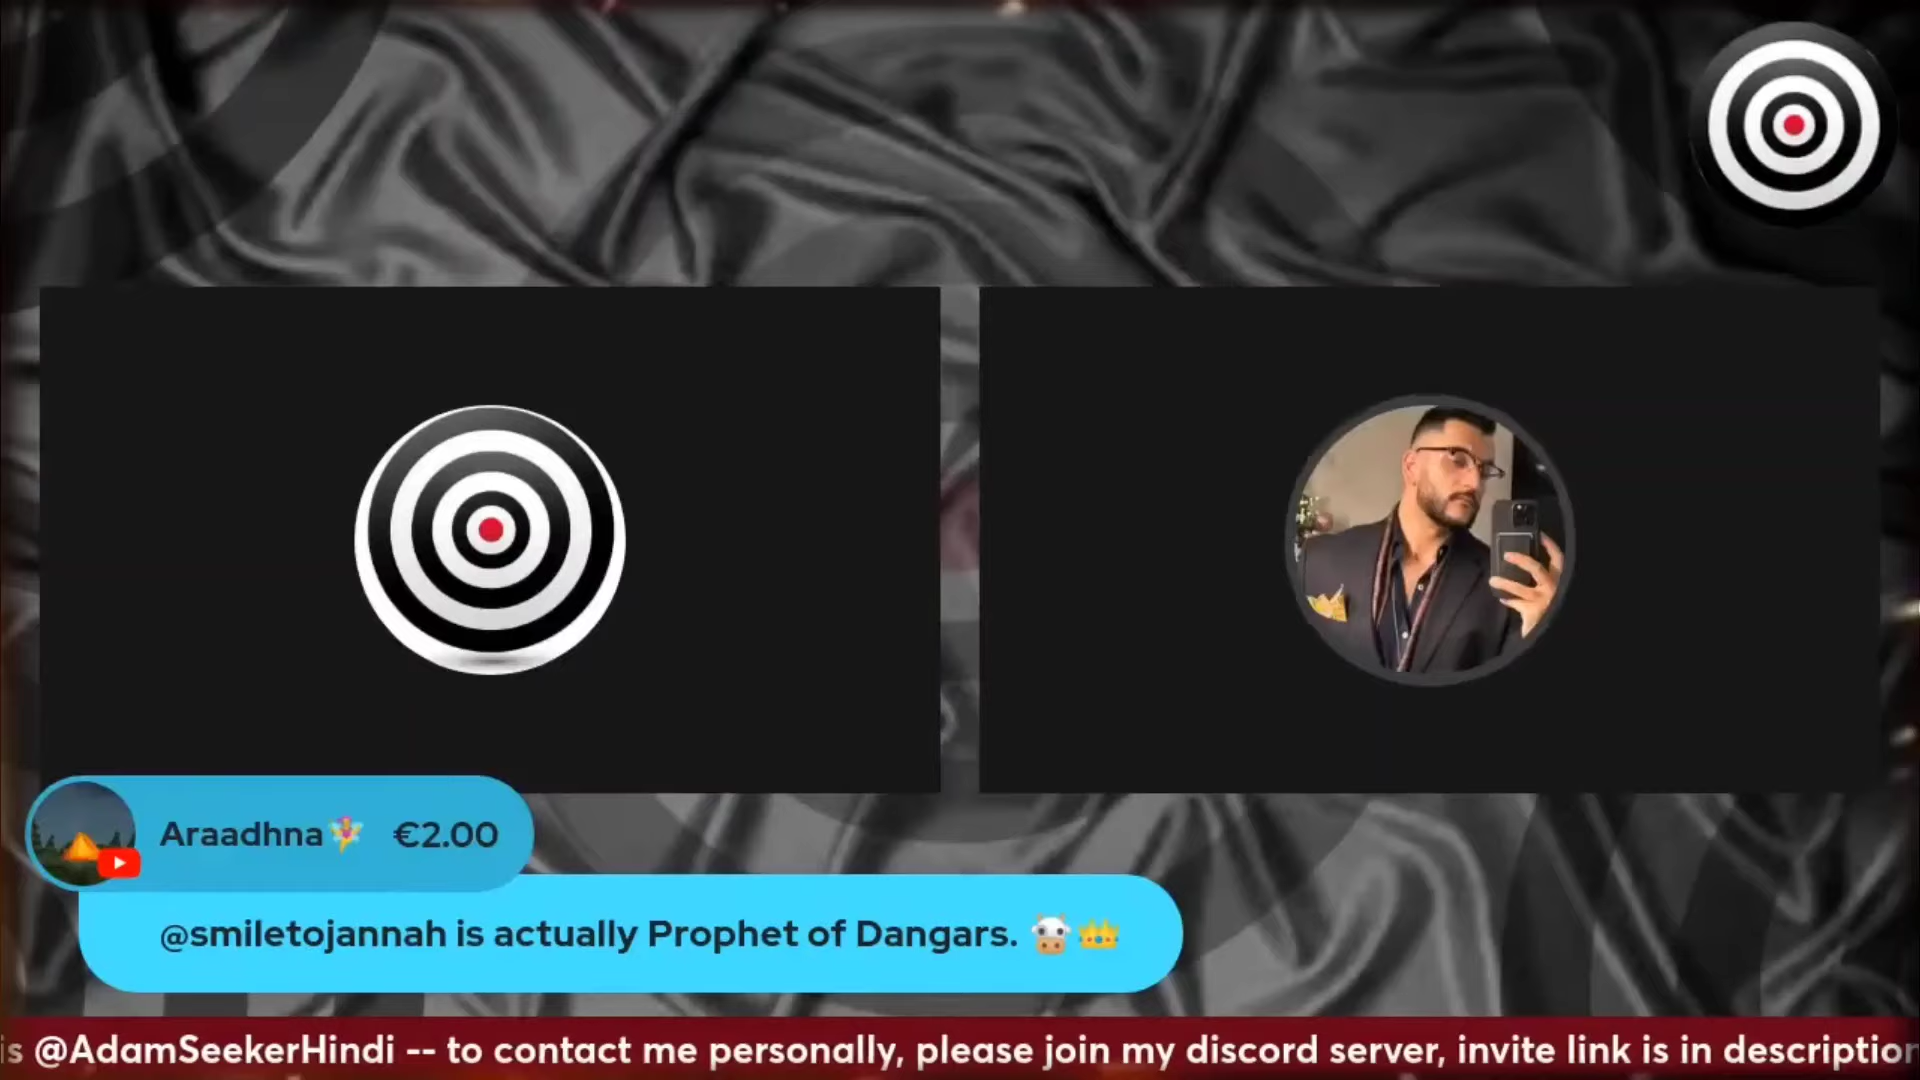 Araadhna🧚 €2.00
@smiletojannah is actually Prophet of Dangars. 🐮👑
is @AdamSeekerHindi -- to contact me personally, please join my discord server, invite link is in description